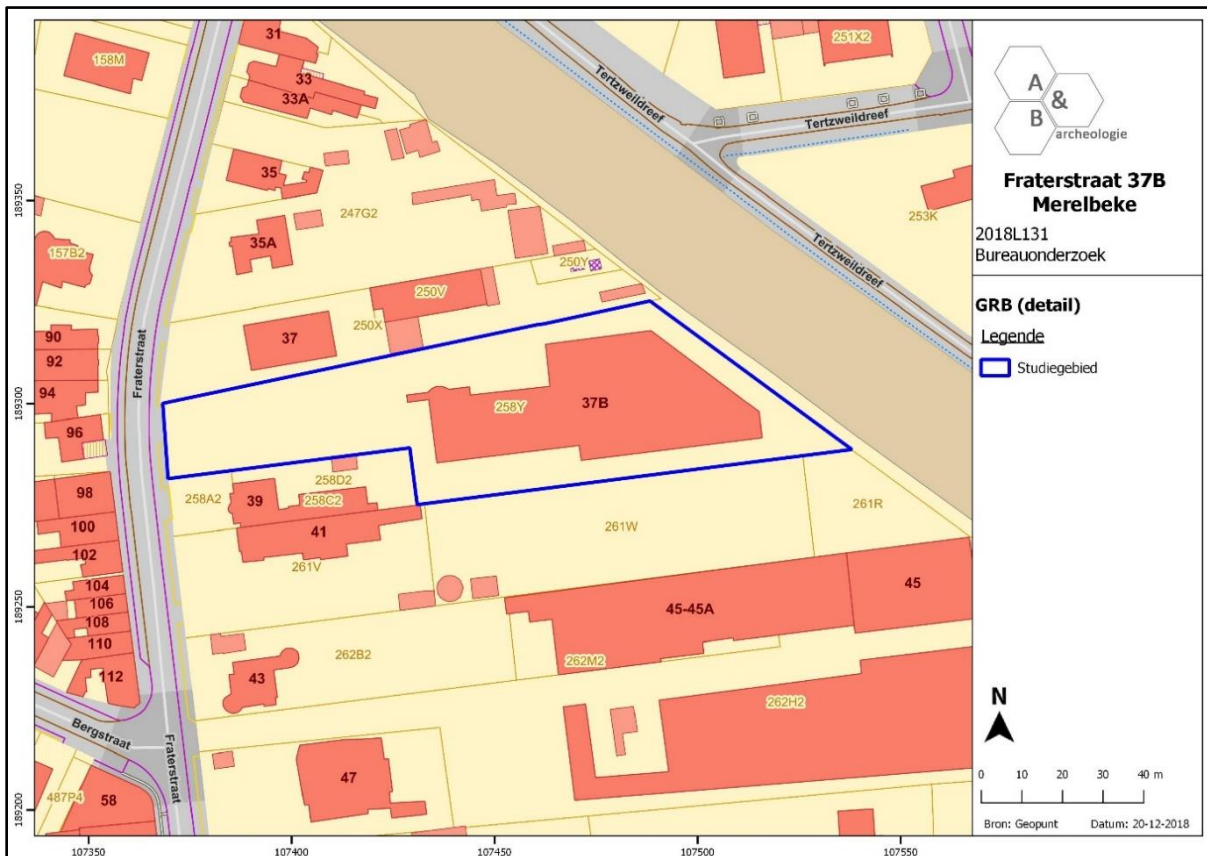 158M
31
33
33A
251X2
Tertzweildreef
Tertzweildreef
35
247G2
253K
35A
157B2
250Y
Tertzweildreef
250V
250X
37
90
92
94
96
Fraterstraat
258Y
37B
98
100
102
258A2
39
258D2
258C2
41
261V
261W
261R
104
106
108
110
112
45-45A
45
262B2
262M2
43
262H2
Bergstraat
Fraterstraat
47
487P4
58
189350
189300
189250
189200
107350
107400
107450
107500
107550
A
&
B
archeologie
Fraterstraat 37B
Merelbeke
2018L131
Bureauonderzoek
GRB (detail)
Legende
Studiegebied
N
0 10 20 30 40 m
Bron: Geopunt Datum: 20-12-2018